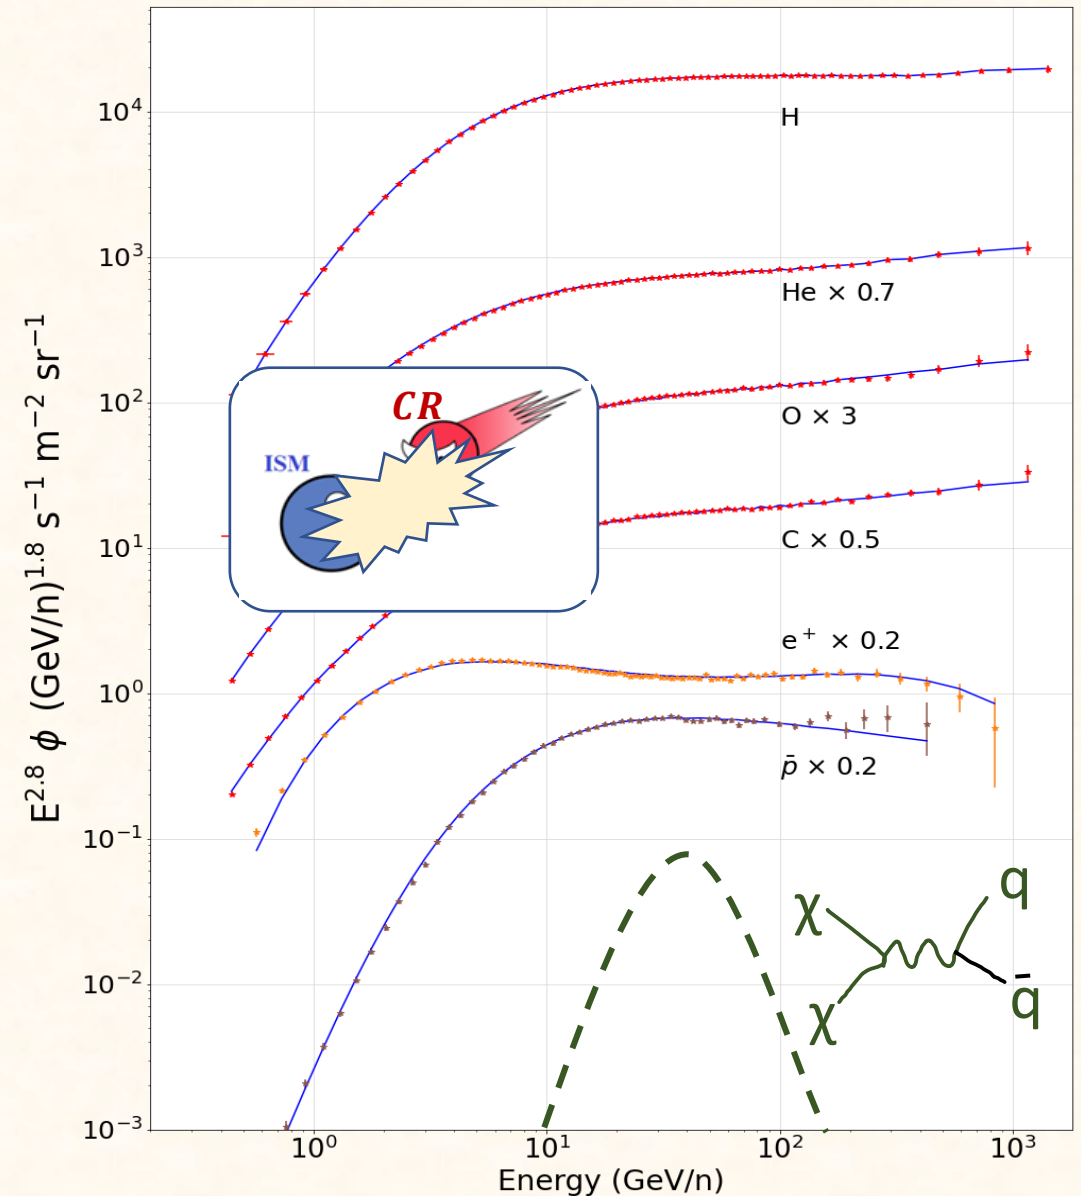 E^2.8 ϕ (GeV/n)^1.8 s^−1 m^−2 sr^−1
10^4
10^3
10^2
10^1
10^0
10^−1
10^−2
10^−3
H
He × 0.7
O × 3
C × 0.5
e^+ × 0.2
p̄ × 0.2
CR
ISM
χ
q
χ
q̄
10^0
10^1
10^2
10^3
Energy (GeV/n)